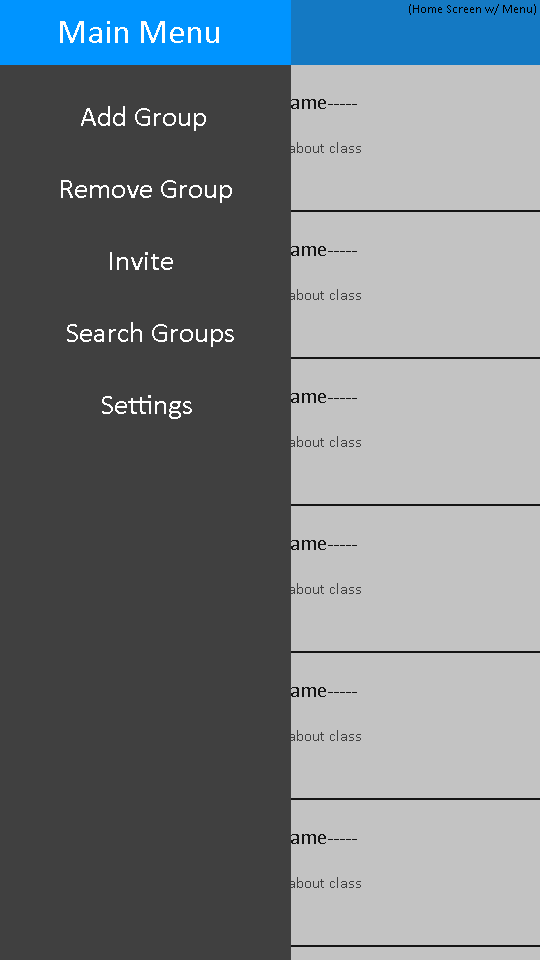 Main Menu
(Home Screen w/ Menu)
Add Group
Remove Group
Invite
Search Groups
Settings
ame-----
about class
ame-----
about class
ame-----
about class
ame-----
about class
ame-----
about class
ame-----
about class